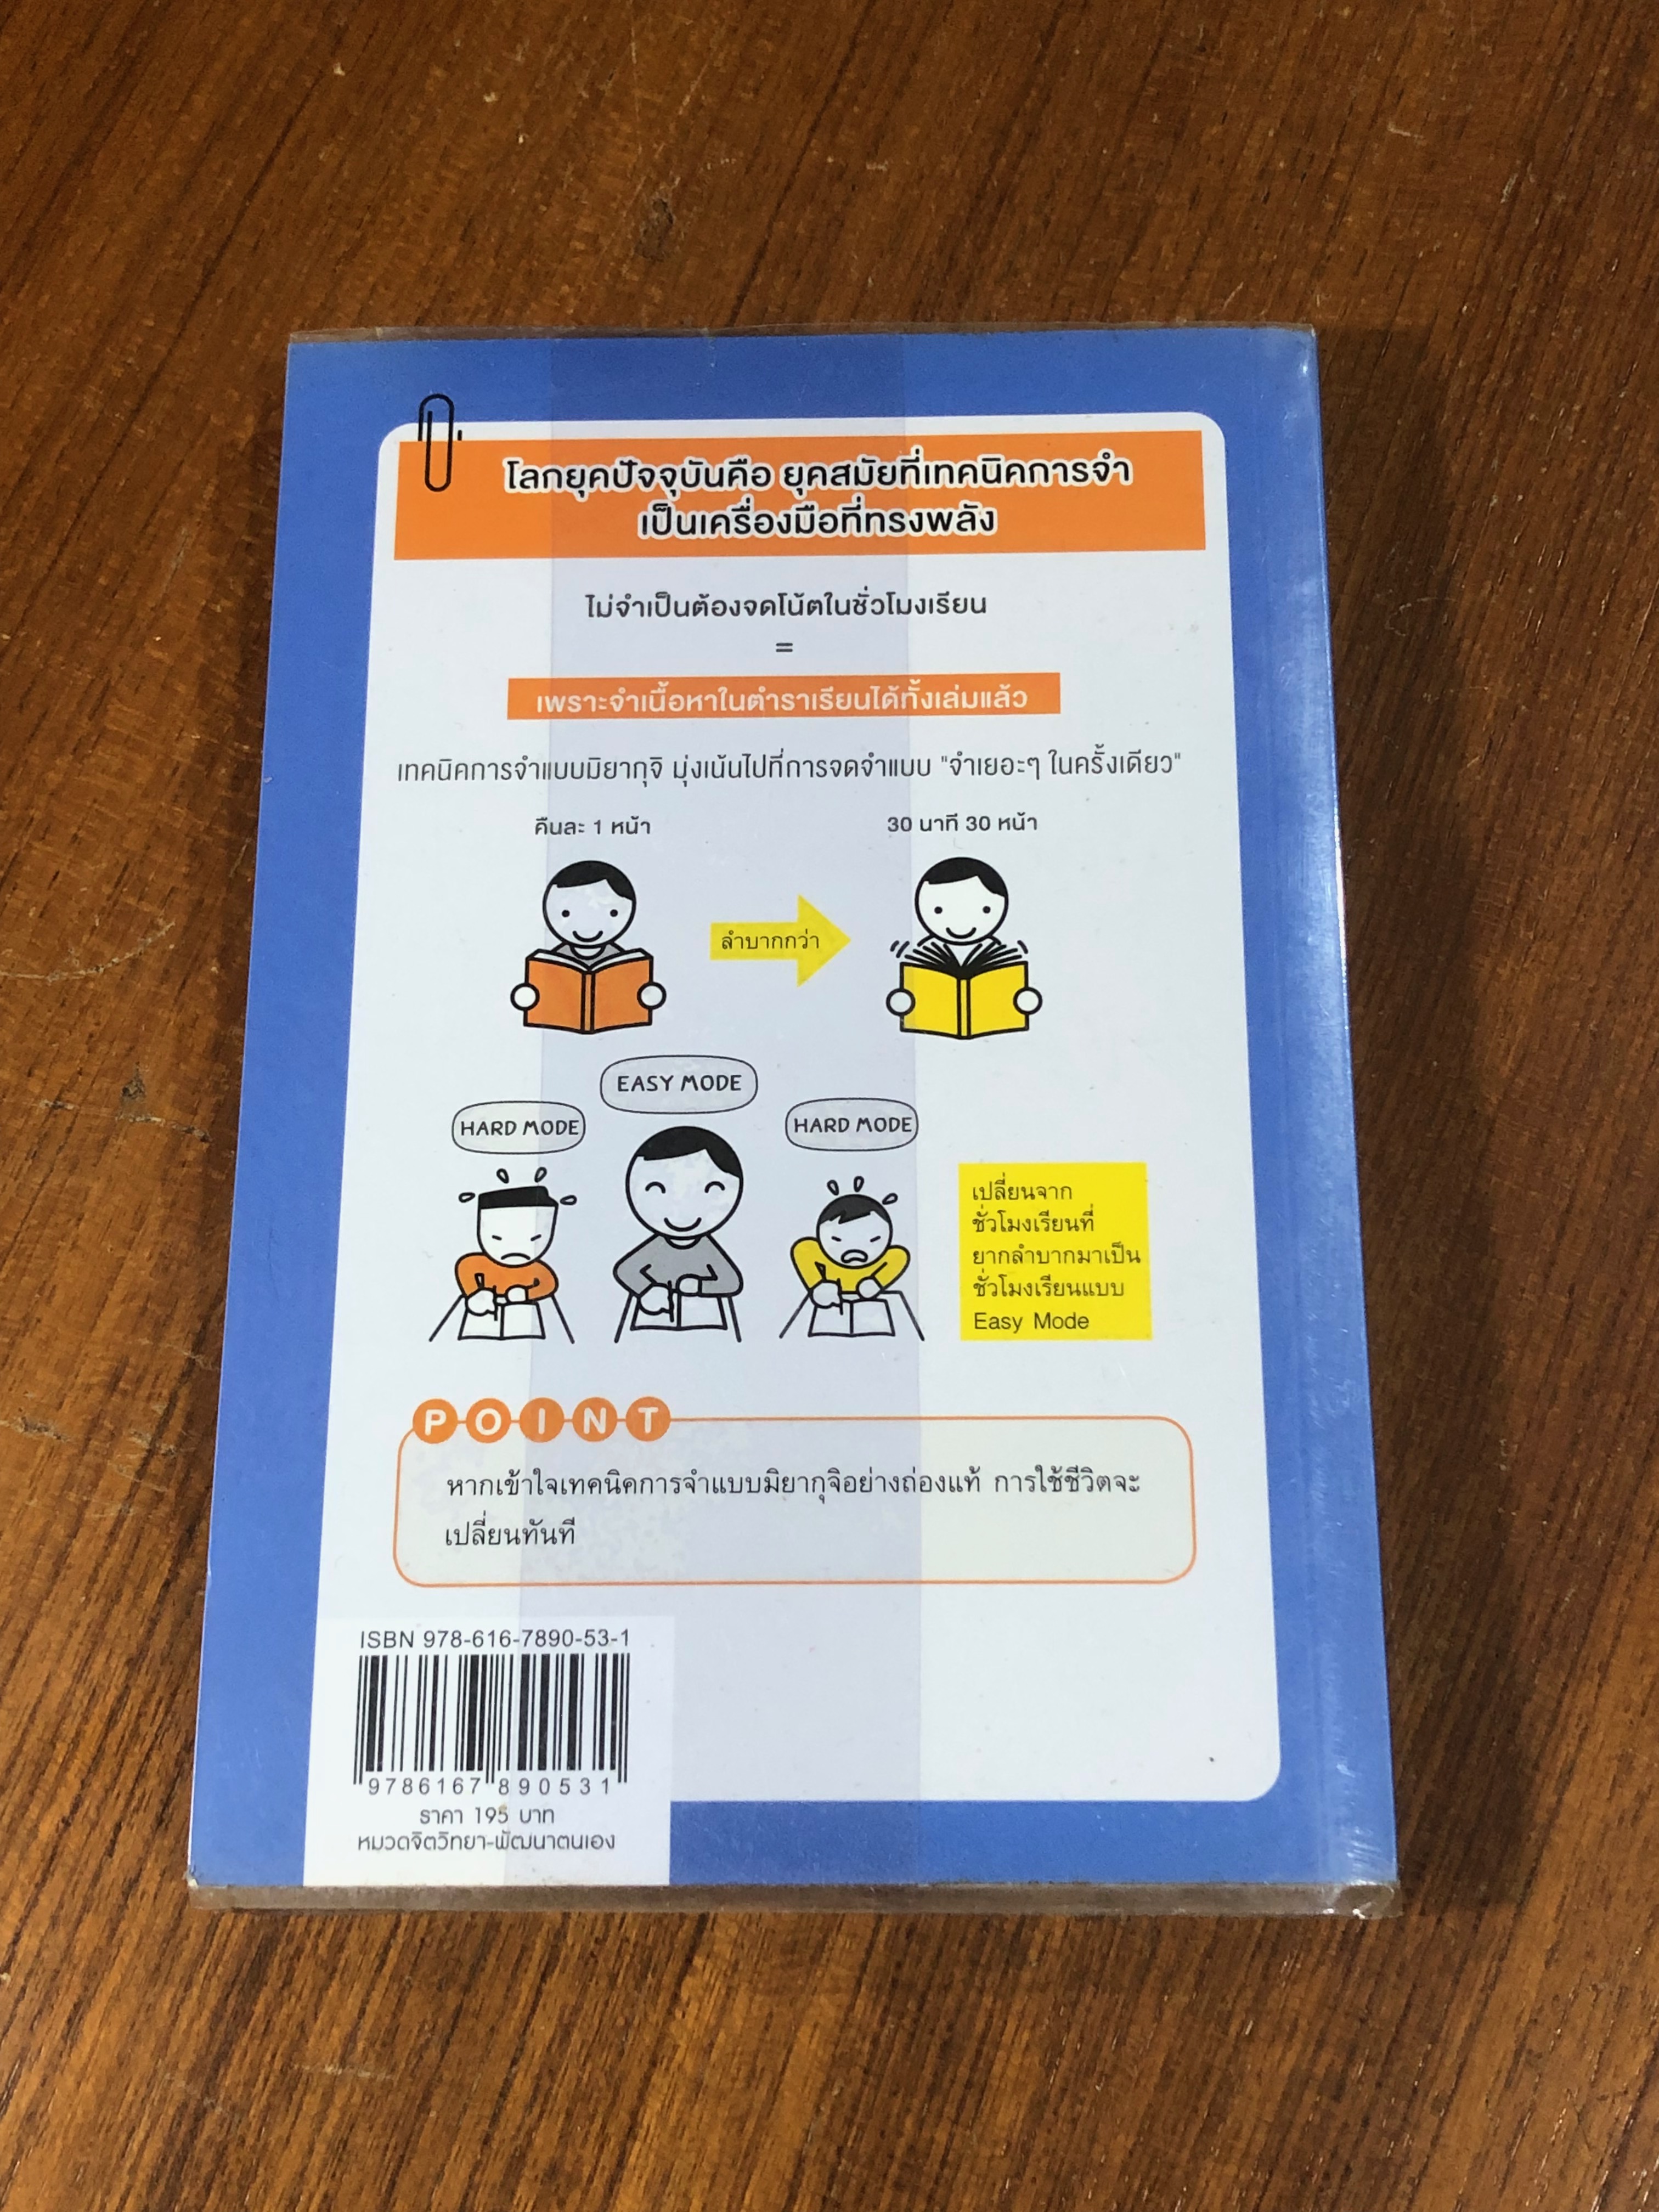 โลกยุคปัจจุบันคือ ยุคสมัยที่เทคนิคการจำ
เป็นเครื่องมือที่ทรงพลัง
ไม่จำเป็นต้องจดโน้ตในชั่วโมงเรียน
=
เพราะจำเนื้อหาในตำราเรียนได้ทั้งเล่มแล้ว
เทคนิคการจำแบบมิยากุจิ มุ่งเน้นไปที่การจดจำแบบ "จำเยอะๆ ในครั้งเดียว"
คืนละ 1 หน้า
30 นาที 30 หน้า
ลำบากกว่า
EASY MODE
HARD MODE
HARD MODE
เปลี่ยนจาก
ชั่วโมงเรียนที่
ยากลำบากมาเป็น
ชั่วโมงเรียนแบบ
Easy Mode
POINT
หากเข้าใจเทคนิคการจำแบบมิยากุจิอย่างถ่องแท้ การใช้ชีวิตจะ
เปลี่ยนทันที
ISBN 978-616-7890-53-1
9786167890531
ราคา 195 บาท
หมวดจิตวิทยา-พัฒนาตนเอง